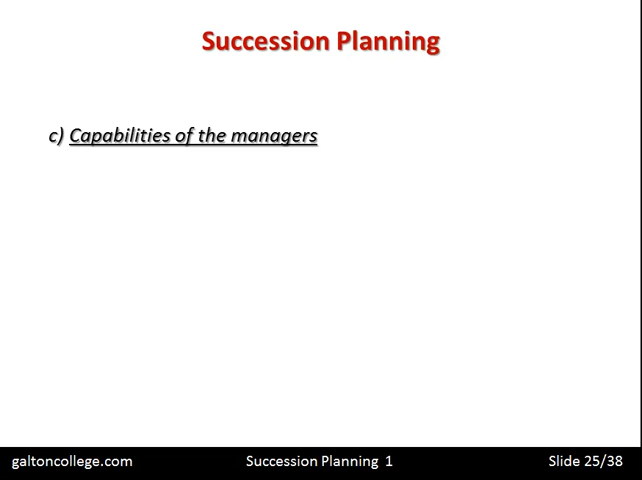 Succession Planning
c) Capabilities of the managers
galtoncollege.com
Succession Planning 1
Slide 25/38